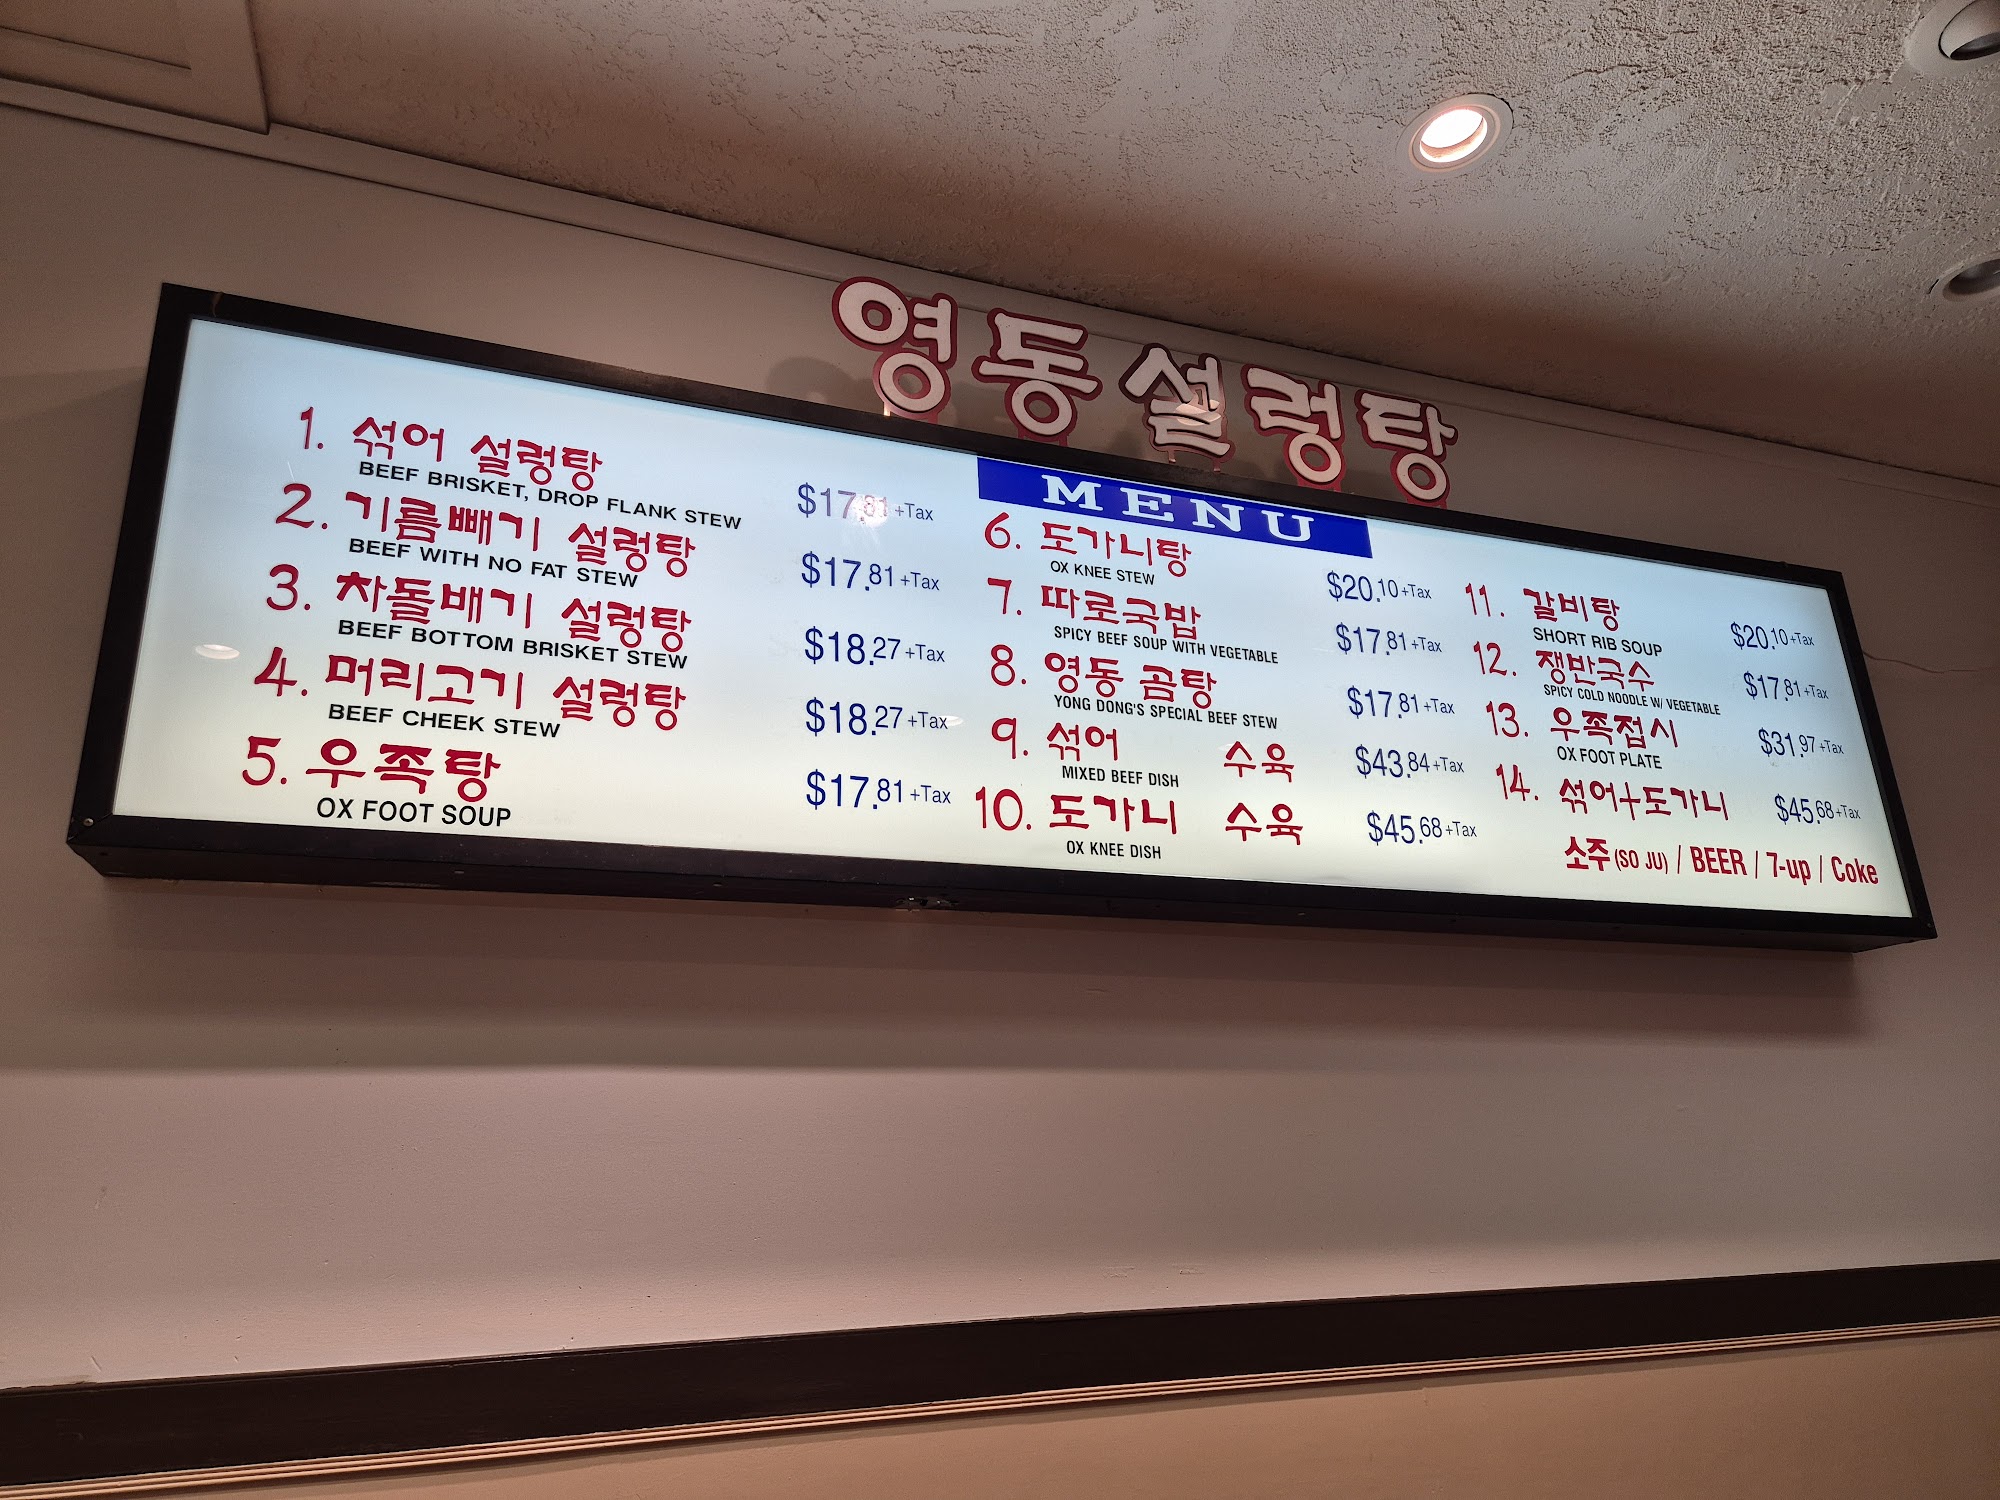 영동설렁탕
MENU
1. 섞어 설렁탕
BEEF BRISKET, DROP FLANK STEW
$17.81 +Tax
2. 기름빼기 설렁탕
BEEF WITH NO FAT STEW
$17.81 +Tax
3. 차돌배기 설렁탕
BEEF BOTTOM BRISKET STEW
$18.27 +Tax
4. 머리고기 설렁탕
BEEF CHEEK STEW
$18.27 +Tax
5. 우족탕
OX FOOT SOUP
$17.81 +Tax
6. 도가니탕
OX KNEE STEW
$20.10 +Tax
7. 따로국밥
SPICY BEEF SOUP WITH VEGETABLE
$17.81 +Tax
8. 영동 곰탕
YONG DONG'S SPECIAL BEEF STEW
$17.81 +Tax
9. 섞어 수육
MIXED BEEF DISH
$43.84 +Tax
10. 도가니 수육
OX KNEE DISH
$45.68 +Tax
11. 갈비탕
SHORT RIB SOUP
$20.10 +Tax
12. 쟁반국수
SPICY COLD NOODLE W/ VEGETABLE
$17.81 +Tax
13. 우족접시
OX FOOT PLATE
$31.97 +Tax
14. 섞어+도가니
$45.68 +Tax
소주 (SO JU) / BEER / 7-up / Coke